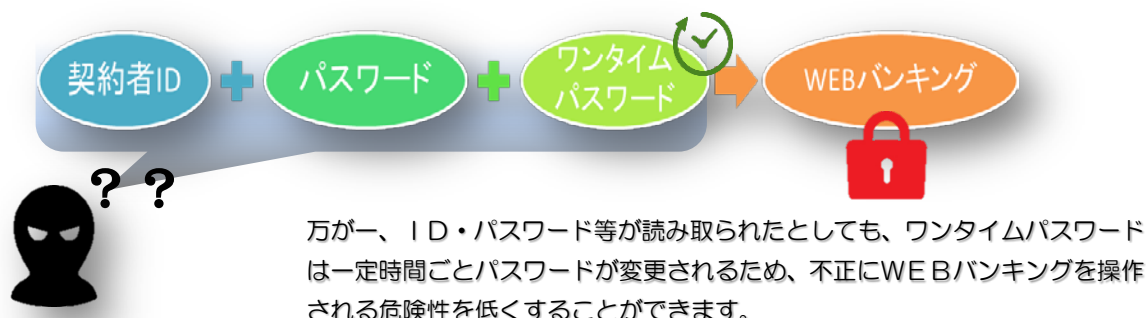 契約者ID
パスワード
ワンタイム
パスワード
WEBバンキング
？？
万が一、ＩＤ・パスワード等が読み取られたとしても、ワンタイムパスワード
は一定時間ごとパスワードが変更されるため、不正にＷＥＢバンキングを操作
される危険性を低くすることができます。